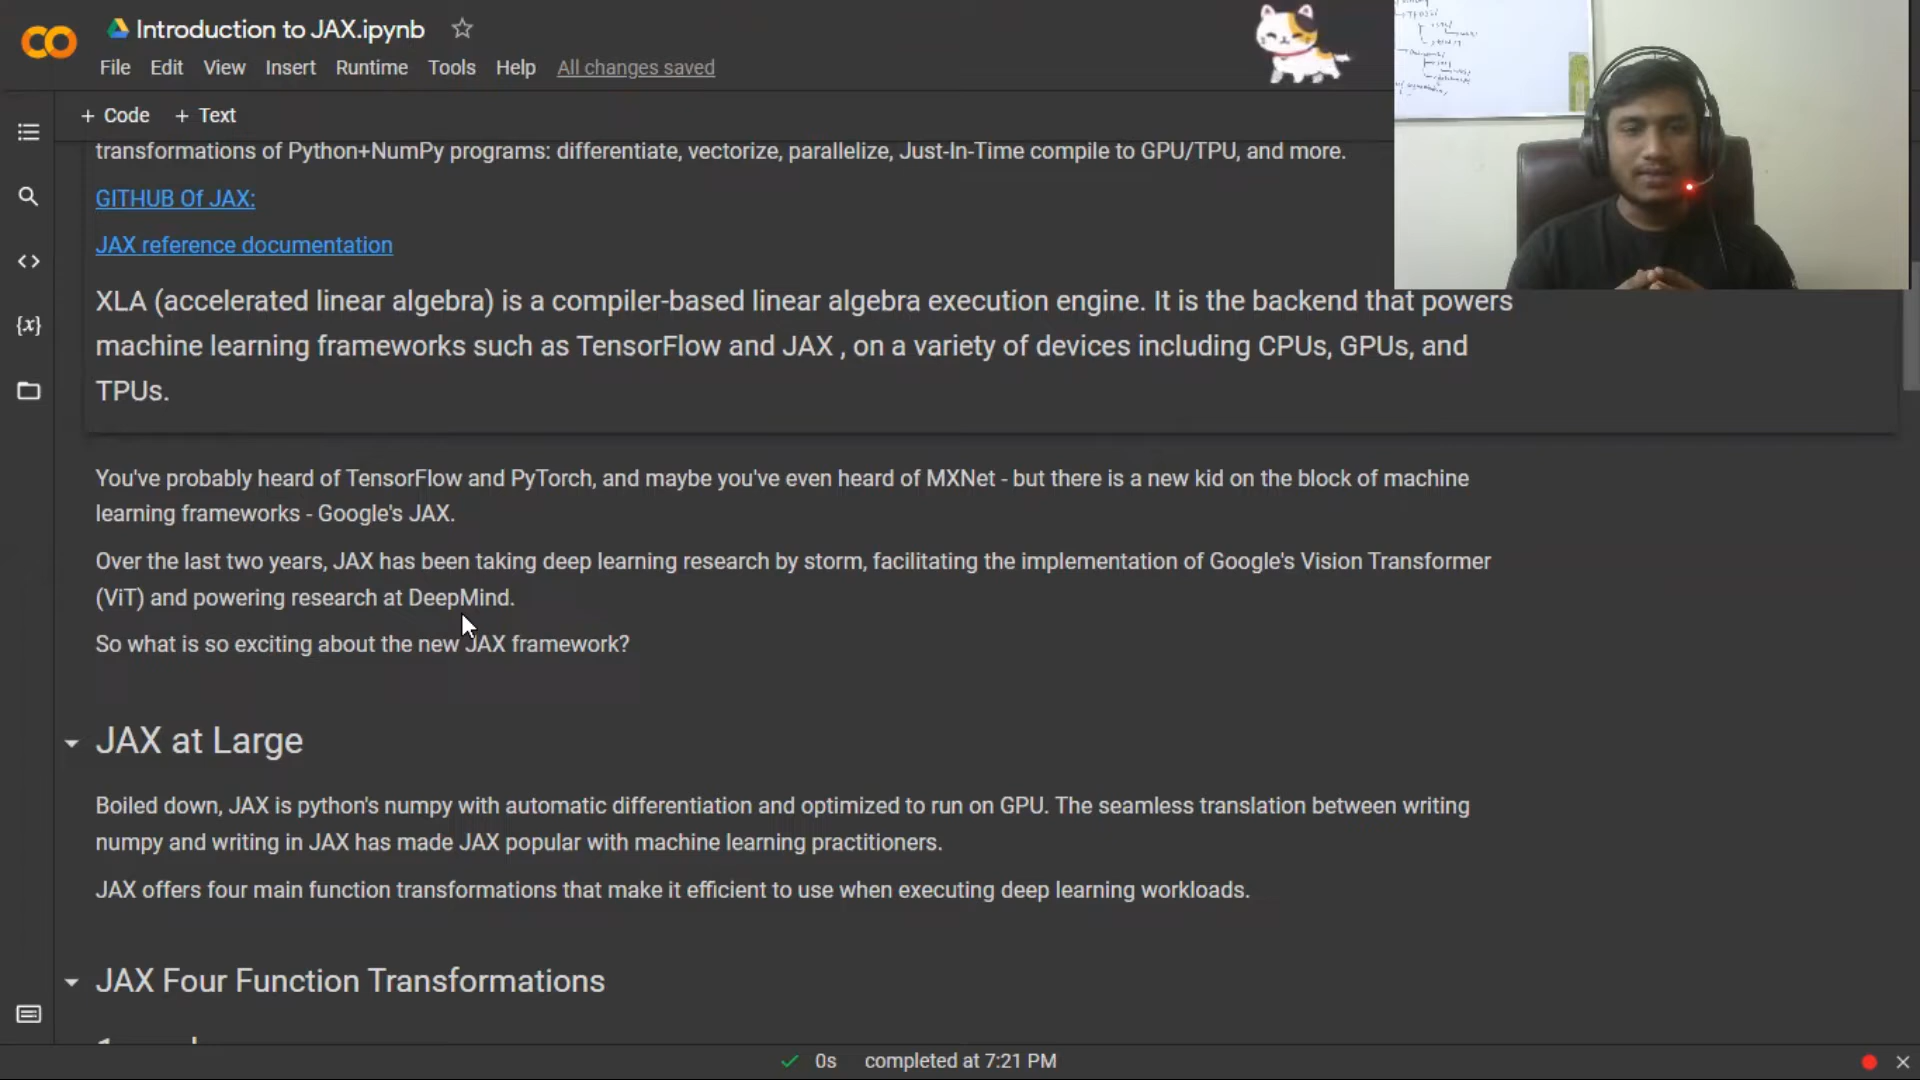 Introduction to JAX.ipynb
File Edit View Insert Runtime Tools Help All changes saved
+ Code + Text
transformations of Python+NumPy programs: differentiate, vectorize, parallelize, Just-In-Time compile to GPU/TPU, and more.
GITHUB Of JAX:
JAX reference documentation
XLA (accelerated linear algebra) is a compiler-based linear algebra execution engine. It is the backend that powers
machine learning frameworks such as TensorFlow and JAX , on a variety of devices including CPUs, GPUs, and
TPUs.
You've probably heard of TensorFlow and PyTorch, and maybe you've even heard of MXNet - but there is a new kid on the block of machine
learning frameworks - Google's JAX.
Over the last two years, JAX has been taking deep learning research by storm, facilitating the implementation of Google's Vision Transformer
(ViT) and powering research at DeepMind.
So what is so exciting about the new JAX framework?
JAX at Large
Boiled down, JAX is python's numpy with automatic differentiation and optimized to run on GPU. The seamless translation between writing
numpy and writing in JAX has made JAX popular with machine learning practitioners.
JAX offers four main function transformations that make it efficient to use when executing deep learning workloads.
JAX Four Function Transformations
0s completed at 7:21 PM